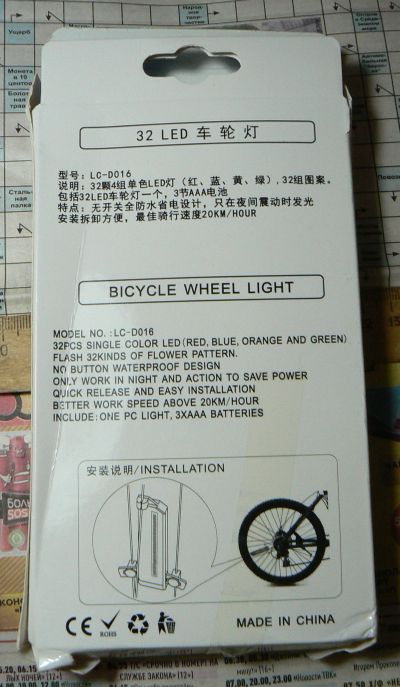 Ущерб
Монета
в 10
центов
32 LED 车轮灯
型号: LC-D016
说明: 32颗4组单色LED灯 (红、蓝、黄、绿), 32组图案。
包括32LED车轮灯一个, 3节AAA电池
特点: 无开关全防水省电设计, 只在夜间震动时发光
安装拆卸方便, 最佳骑行速度20KM/HOUR
BICYCLE WHEEL LIGHT
MODEL NO. :LC-D016
32PCS SINGLE COLOR LED(RED, BLUE, ORANGE AND GREEN)
FLASH 32KINDS OF FLOWER PATTERN.
NO BUTTON WATERPROOF DESIGN
ONLY WORK IN NIGHT AND ACTION TO SAVE POWER
QUICK RELEASE AND EASY INSTALLATION
BETTER WORK SPEED ABOVE 20KM/HOUR
INCLUDE: ONE PC LIGHT, 3XAAA BATTERIES
安装说明/INSTALLATION
CE
ROHS
MADE IN CHINA